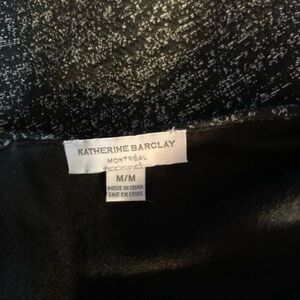 KATHERINE BARCLAY
MONTRÉAL
M/M
MADE IN CHINA
FAIT EN CHINE